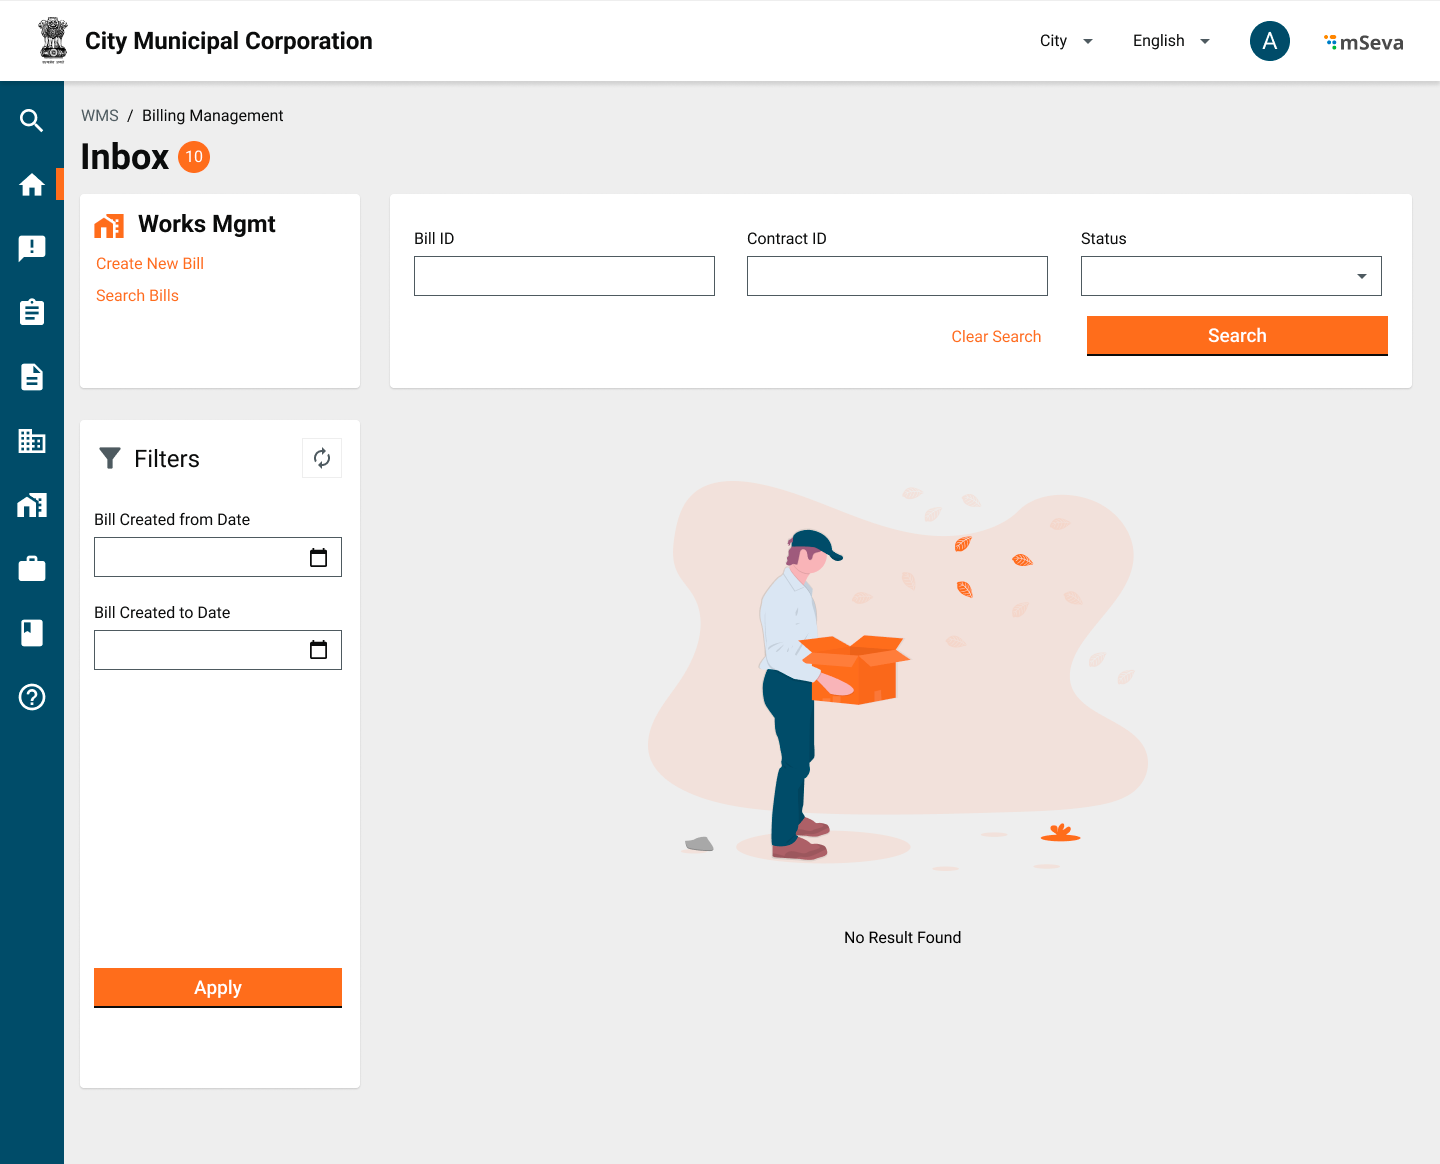 City Municipal Corporation
City
English
A
mSeva
WMS / Billing Management
Inbox 10
Works Mgmt
Create New Bill
Search Bills
Bill ID
Contract ID
Status
Clear Search
Search
Filters
Bill Created from Date
Bill Created to Date
Apply
No Result Found